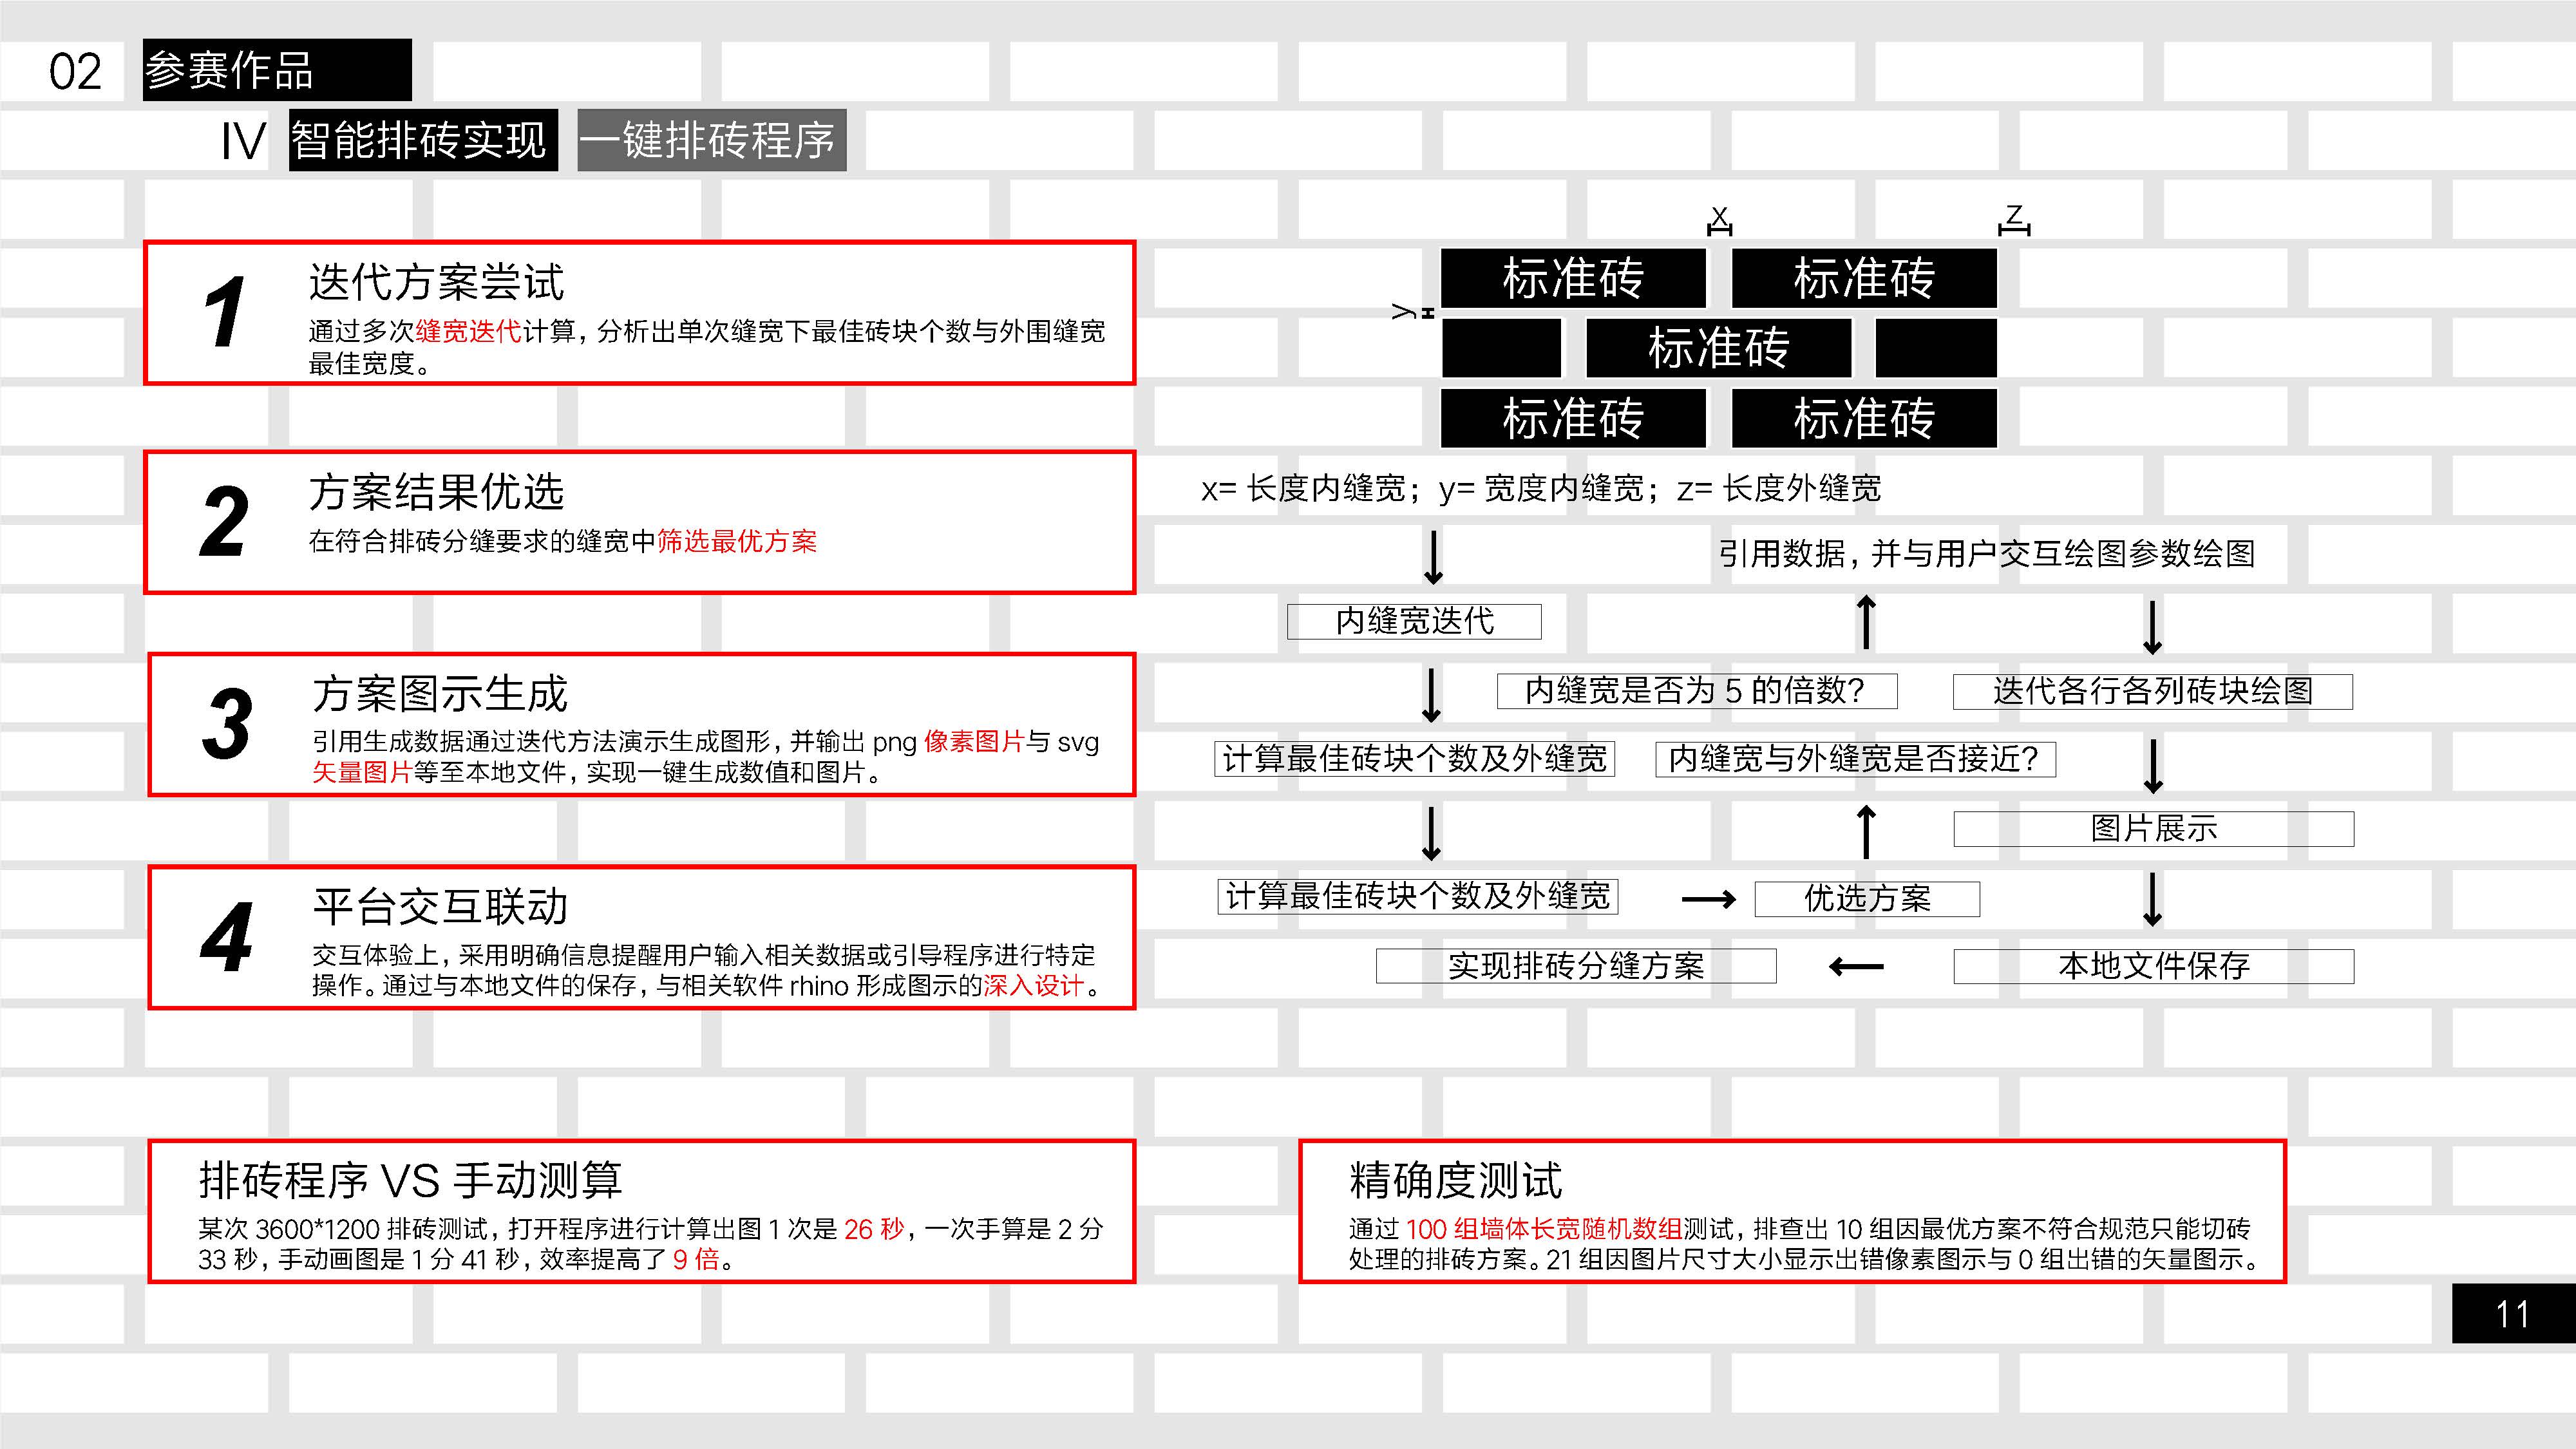 02 参赛作品
IV 智能排砖实现 一键排砖程序
1
迭代方案尝试
通过多次缝宽迭代计算，分析出单次缝宽下最佳砖块个数与外围缝宽
最佳宽度。
2
方案结果优选
在符合排砖分缝要求的缝宽中筛选最优方案
3
方案图示生成
引用生成数据通过迭代方法演示生成图形，并输出 png 像素图片与 svg
矢量图片等至本地文件，实现一键生成数值和图片。
4
平台交互联动
交互体验上，采用明确信息提醒用户输入相关数据或引导程序进行特定
操作。通过与本地文件的保存，与相关软件 rhino 形成图示的深入设计。
x z
标准砖 标准砖
y
标准砖
标准砖 标准砖
x= 长度内缝宽；y= 宽度内缝宽；z= 长度外缝宽
引用数据，并与用户交互绘图参数绘图
内缝宽迭代
内缝宽是否为 5 的倍数？ 迭代各行各列砖块绘图
计算最佳砖块个数及外缝宽 内缝宽与外缝宽是否接近？
图片展示
计算最佳砖块个数及外缝宽 优选方案
实现排砖分缝方案 本地文件保存
排砖程序 VS 手动测算
某次 3600*1200 排砖测试，打开程序进行计算出图 1 次是 26 秒，一次手算是 2 分
33 秒，手动画图是 1 分 41 秒，效率提高了 9 倍。
精确度测试
通过 100 组墙体长宽随机数组测试，排查出 10 组因最优方案不符合规范只能切砖
处理的排砖方案。21 组因图片尺寸大小显示出错像素图示与 0 组出错的矢量图示。
11